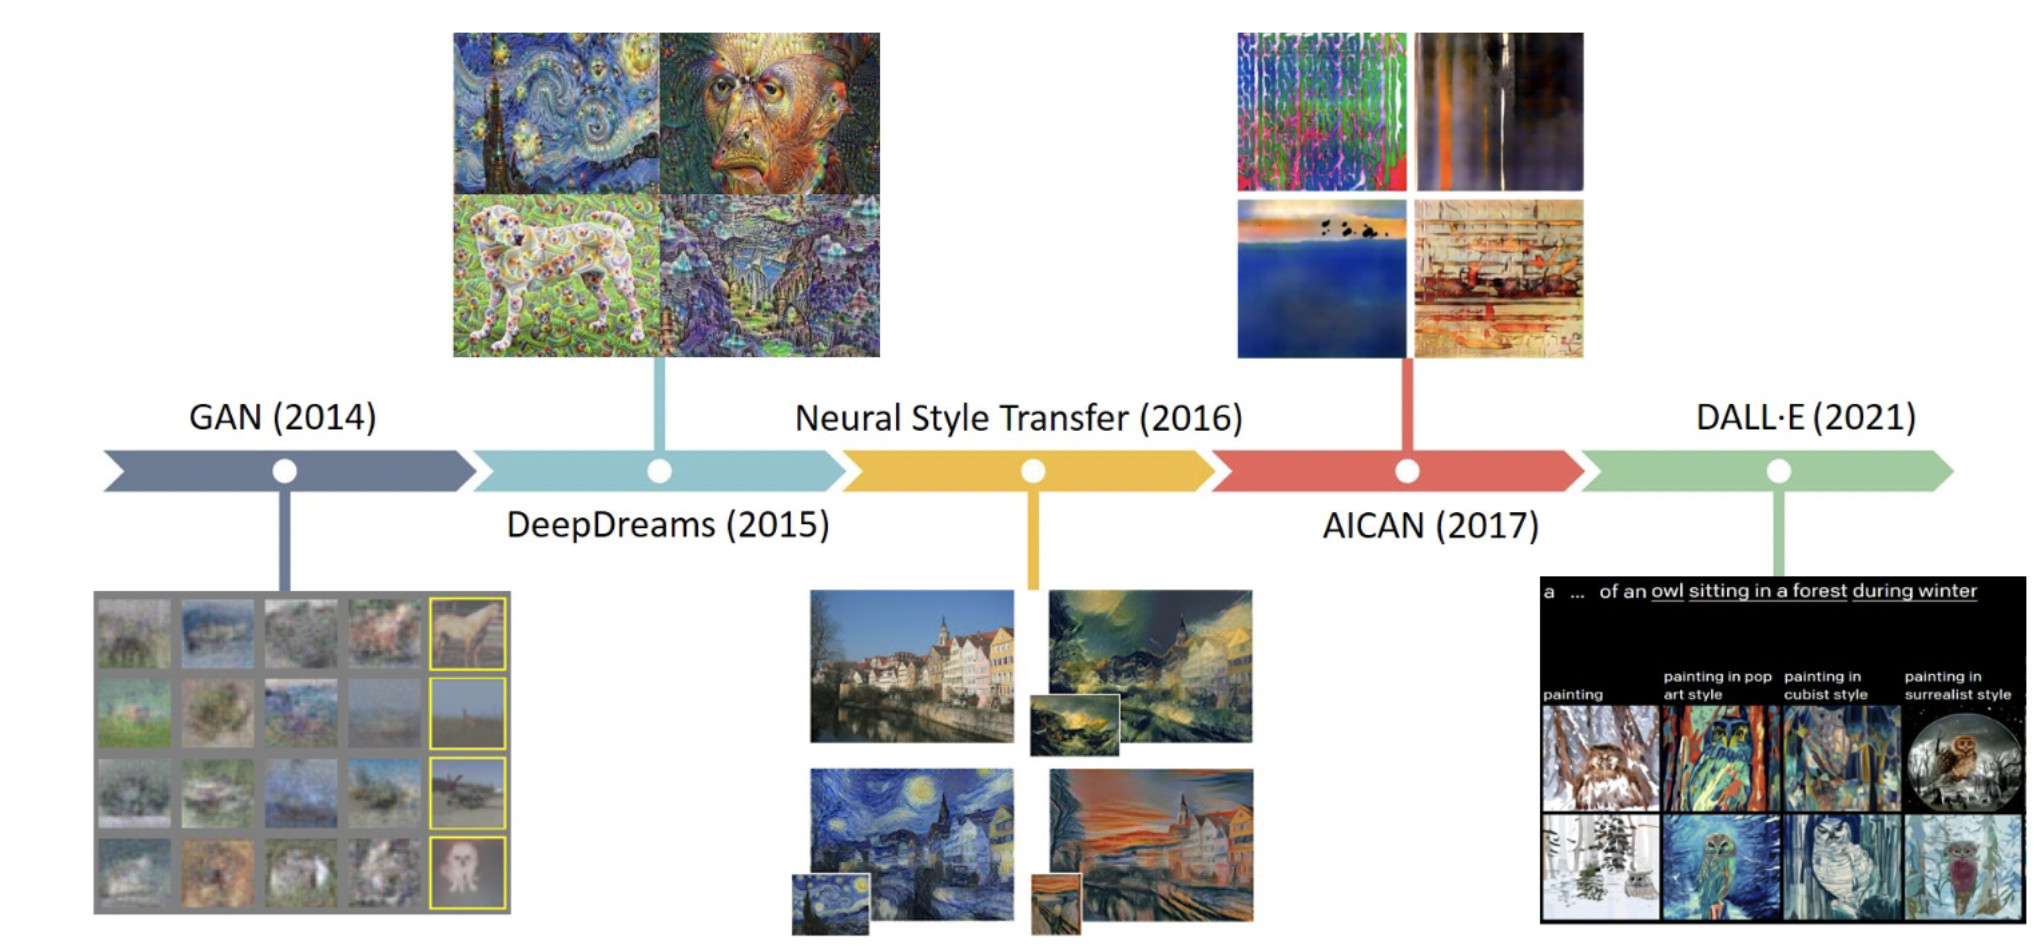 GAN (2014)
DeepDreams (2015)
Neural Style Transfer (2016)
AICAN (2017)
DALL·E (2021)
a ... of an owl sitting in a forest during winter
painting
painting in pop
art style
painting in
cubist style
painting in
surrealist style